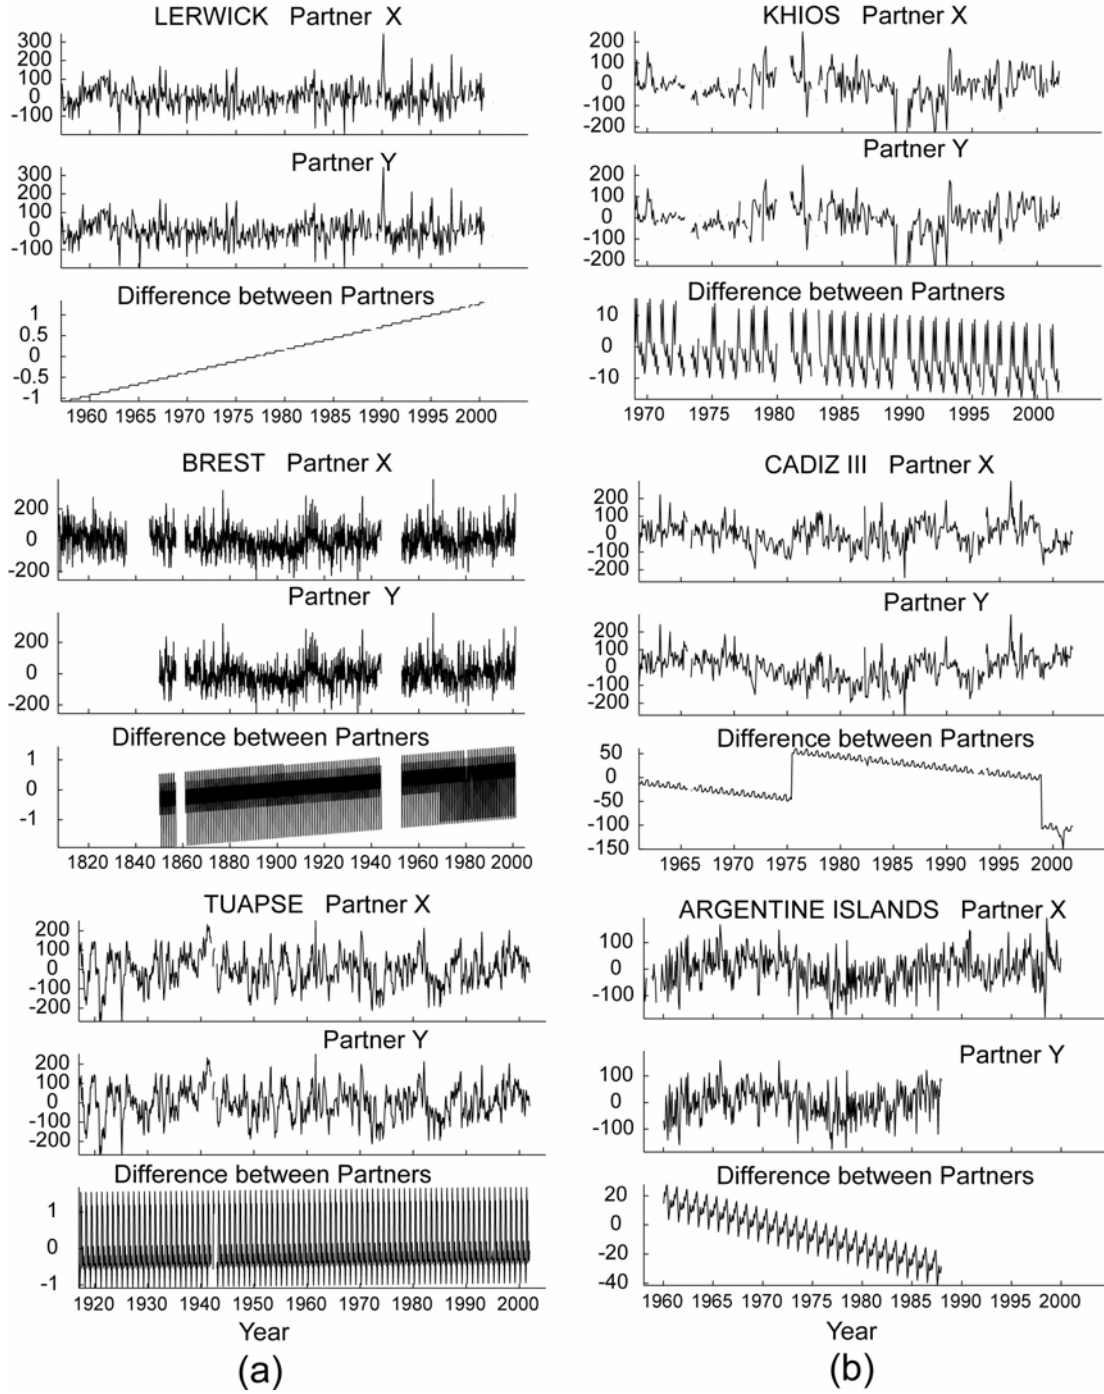 LERWICK Partner X
300
200
100
0
-100
Partner Y
300
200
100
0
-100
Difference between Partners
1
0.5
0
-0.5
-1
1960 1965 1970 1975 1980 1985 1990 1995 2000
BREST Partner X
200
0
-200
Partner Y
200
0
200
Difference between Partners
1
0
-1
1820 1840 1860 1880 1900 1920 1940 1960 1980 2000
TUAPSE Partner X
200
100
0
-100
-200
Partner Y
200
100
0
-100
-200
Difference between Partners
1
0
-1
1920 1930 1940 1950 1960 1970 1980 1990 2000
Year
(a)
KHIOS Partner X
200
100
0
-100
-200
Partner Y
200
100
0
-100
-200
Difference between Partners
10
0
-10
1970 1975 1980 1985 1990 1995 2000
CADIZ III Partner X
200
100
0
-100
-200
Partner Y
200
100
0
-100
-200
Difference between Partners
50
0
-50
-100
-150
1965 1970 1975 1980 1985 1990 1995 2000
ARGENTINE ISLANDS Partner X
100
0
-100
Partner Y
100
0
-100
Difference between Partners
20
0
-20
-40
1960 1965 1970 1975 1980 1985 1990 1995 2000
Year
(b)